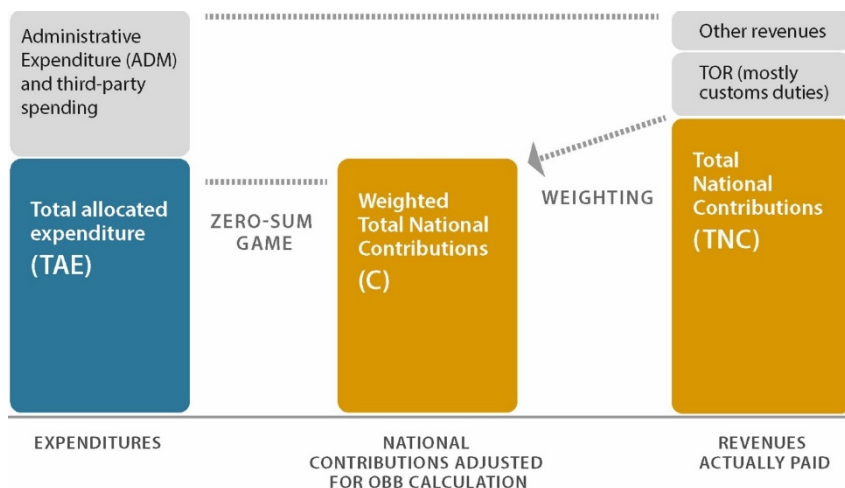 Administrative
Expenditure (ADM)
and third-party
spending
Total allocated
expenditure
(TAE)
ZERO-SUM
GAME
Weighted
Total National
Contributions
(C)
WEIGHTING
Other revenues
TOR (mostly
customs duties)
Total
National
Contributions
(TNC)
EXPENDITURES
NATIONAL
CONTRIBUTIONS ADJUSTED
FOR OBB CALCULATION
REVENUES
ACTUALLY PAID